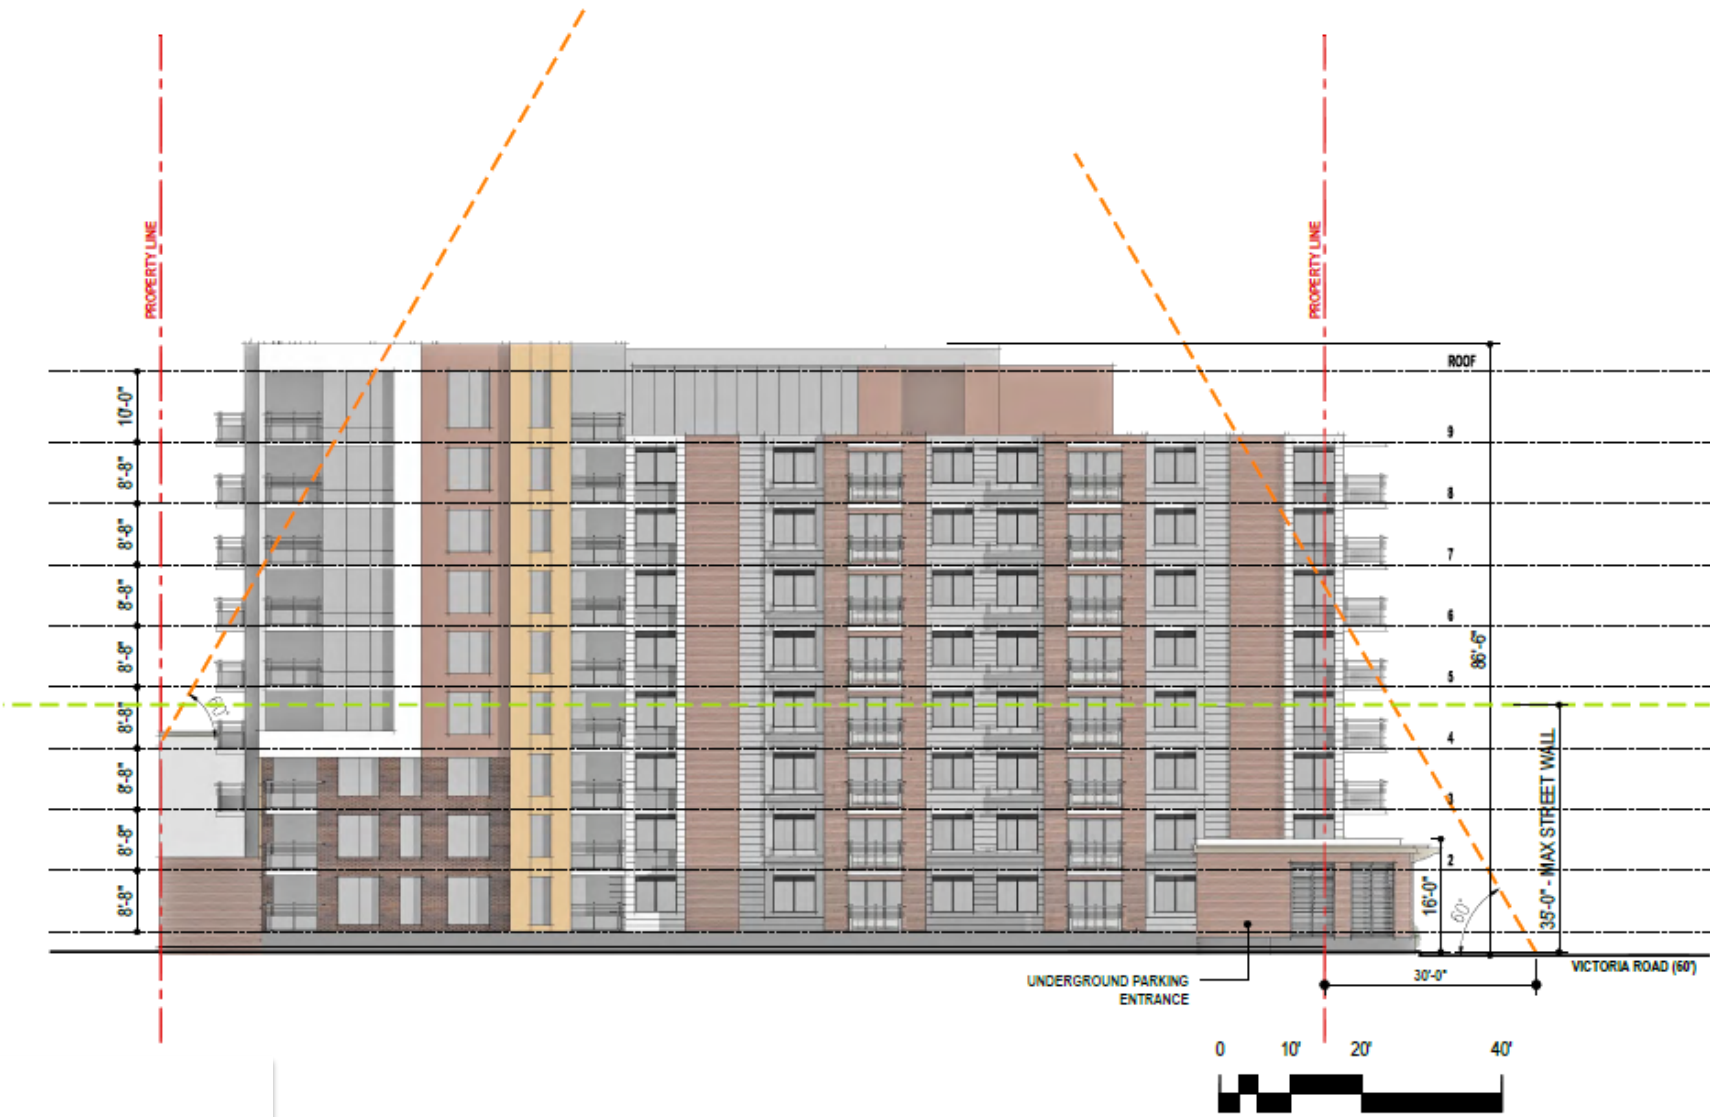 PROPERTY LINE
PROPERTY LINE
ROOF
10'-0"
9
8'-8"
8
8'-8"
7
8'-8"
6
8'-8"
86'-6"
5
60°
8'-8"
4
8'-8"
35'-0" - MAX STREET WALL
3
8'-8"
2
16'-0"
60°
8'-8"
VICTORIA ROAD (60')
30'-0"
UNDERGROUND PARKING
ENTRANCE
0 10' 20' 40'